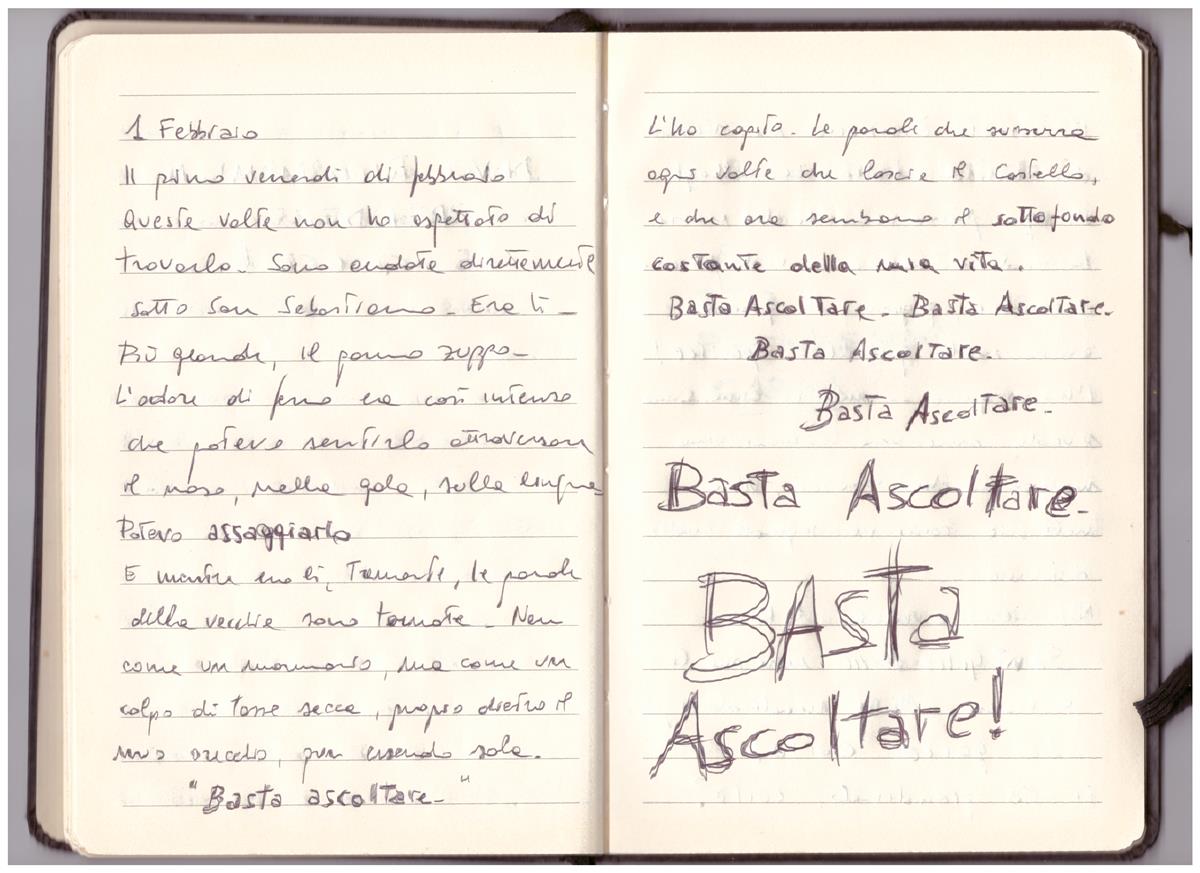 1 Febbraio
Il primo venerdì di febbraio
Questa volta non ho aspettato di
trovarlo. Sono andata direttamente
sotto San Sebastiano. Era lì.
Più grande, il panno zuppo.
L'odore di ferro era così intenso
che potevo sentirlo attraversare
il naso, nella gola, sulla lingua.
Potevo assaggiarlo
E mentre ero lì, Tremante, le parole
della vecchia sono tornate. Non
come un mormorio, ma come un
colpo di tosse secca, proprio dietro il
mio orecchio, pur essendo sola.
"Basta ascoltare."
L'ho capito. Le parole che sussurra
ogni volta che lascia il Castello,
e che ora sembrano il sottofondo
costante della mia vita.
Basta Ascoltare. Basta Ascoltare.
Basta Ascoltare.
Basta Ascoltare.
Basta Ascoltare.
BAsTa
Ascoltare!